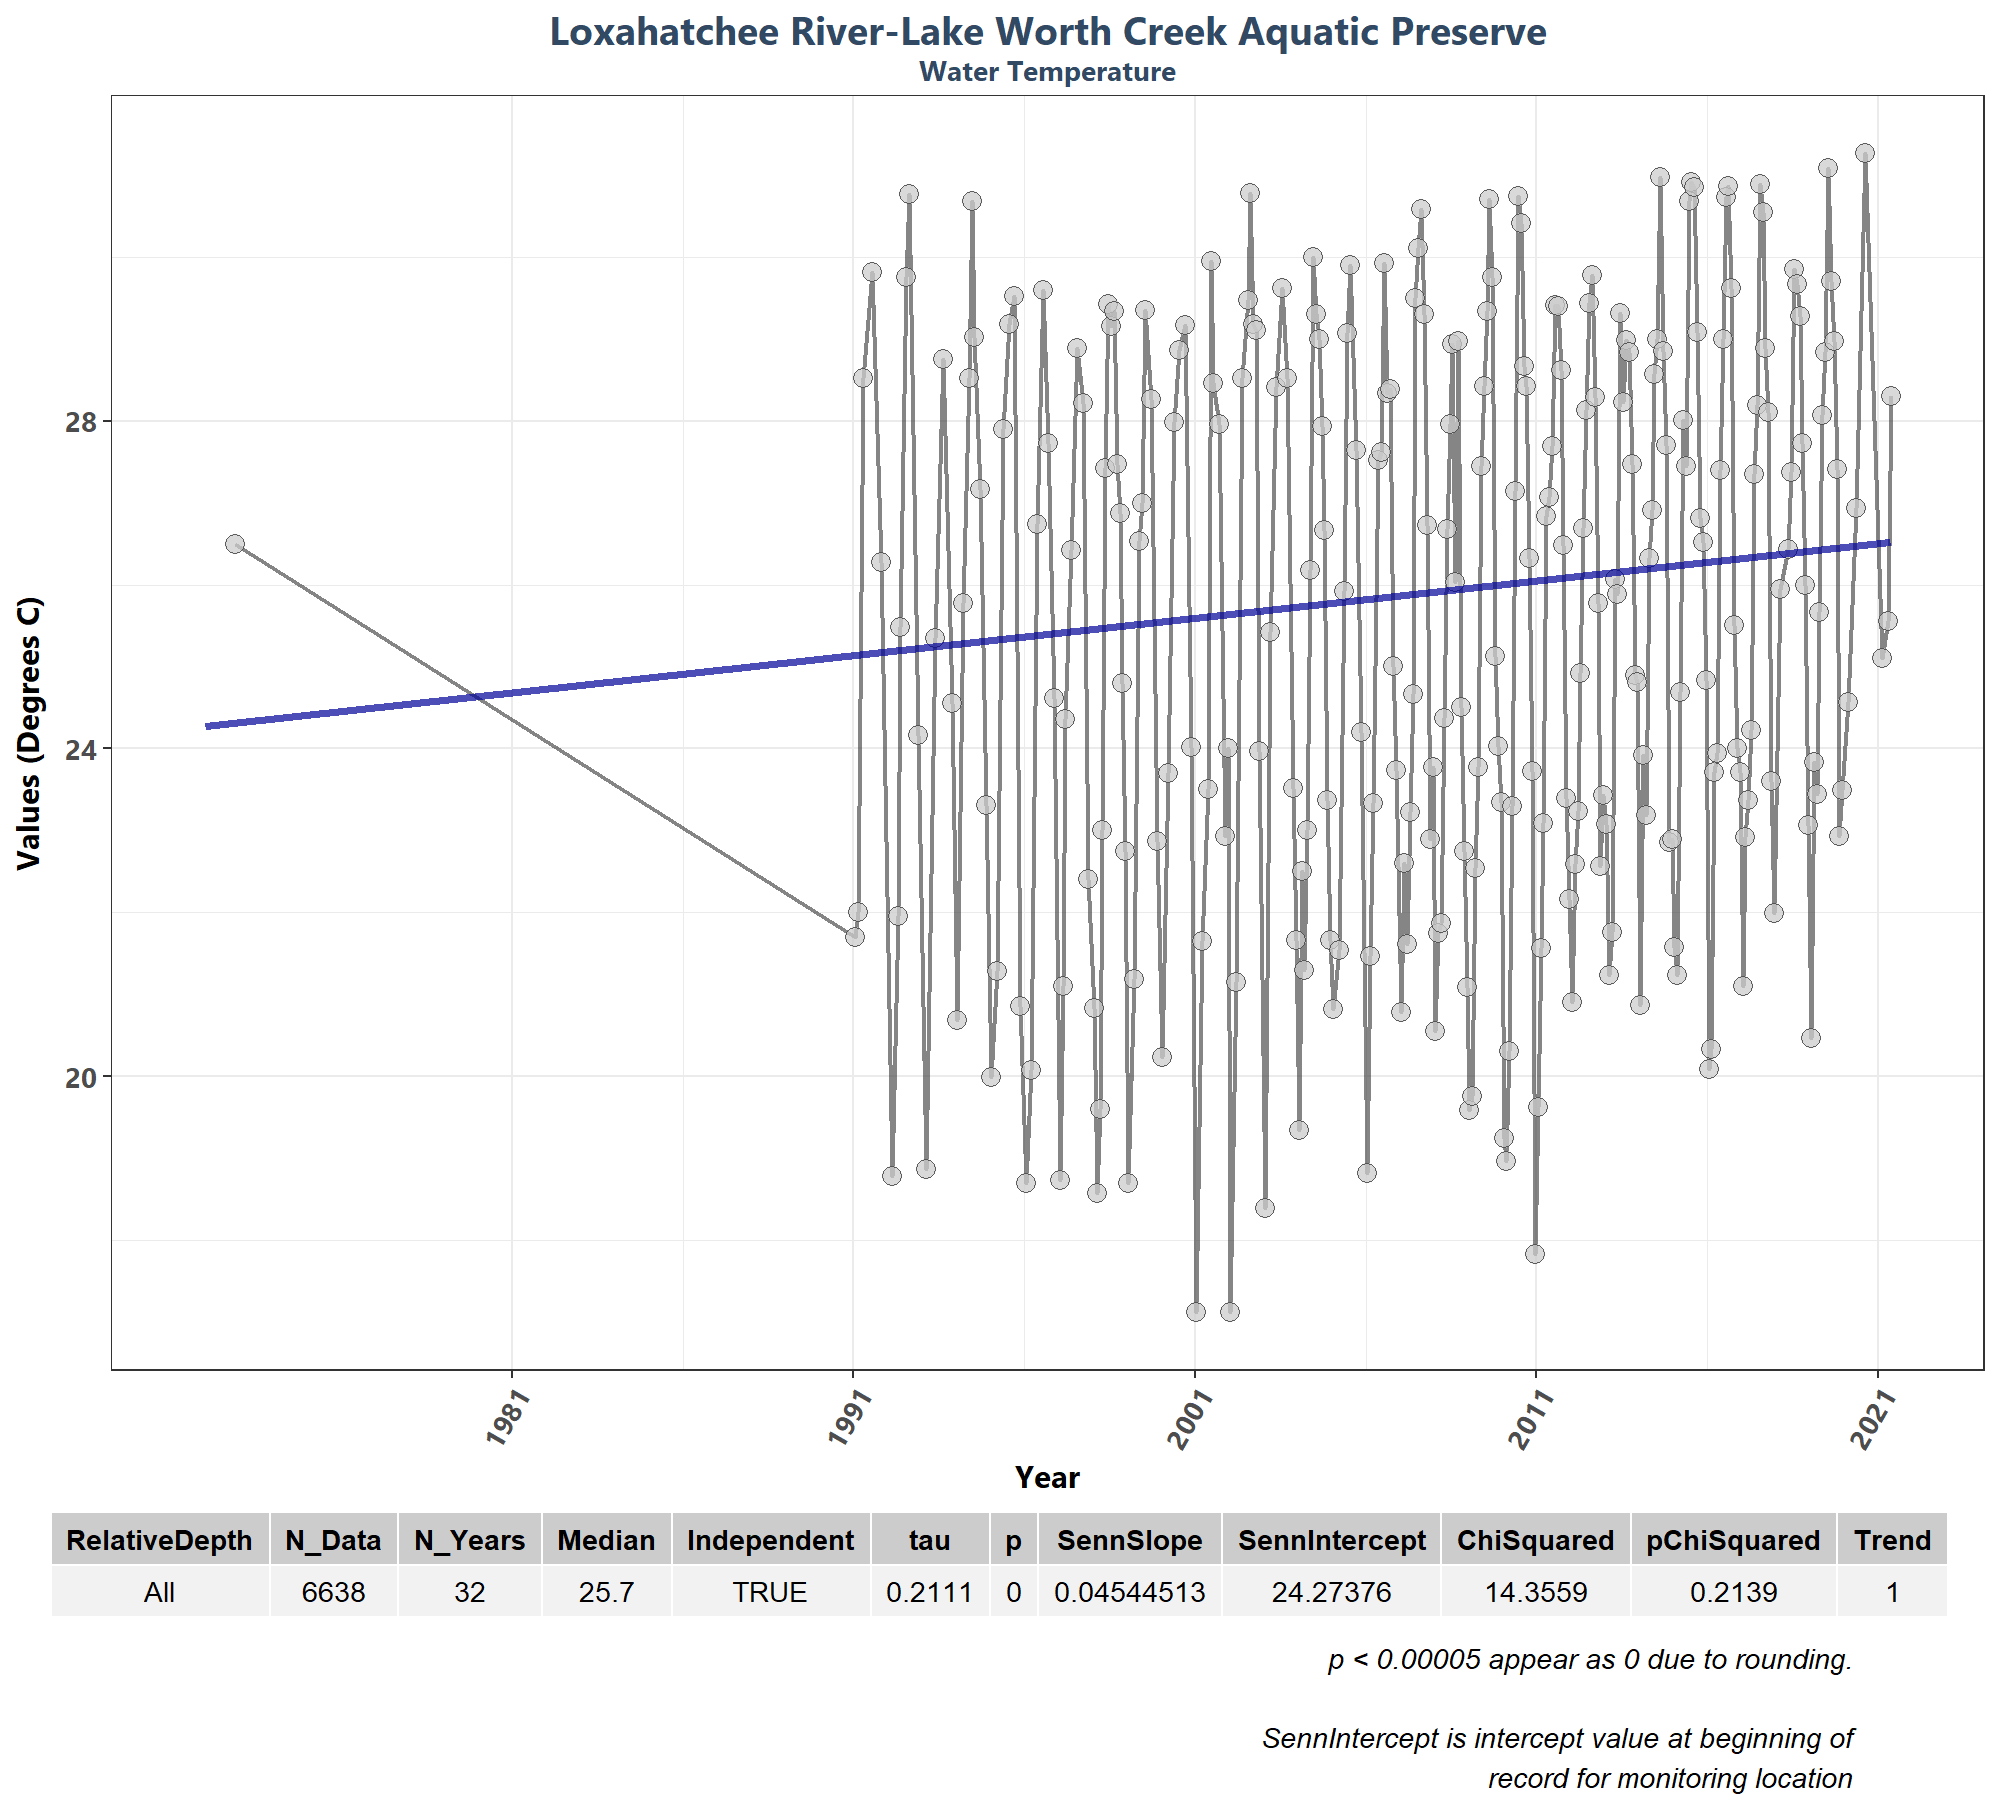 Loxahatchee River-Lake Worth Creek Aquatic Preserve
Water Temperature
Values (Degrees C)
28
24
20
1981
1991
2001
2011
2021
Year
RelativeDepth N_Data N_Years Median Independent tau p SennSlope SennIntercept ChiSquared pChiSquared Trend
All 6638 32 25.7 TRUE 0.2111 0 0.04544513 24.27376 14.3559 0.2139 1
p < 0.00005 appear as 0 due to rounding.
SennIntercept is intercept value at beginning of
record for monitoring location